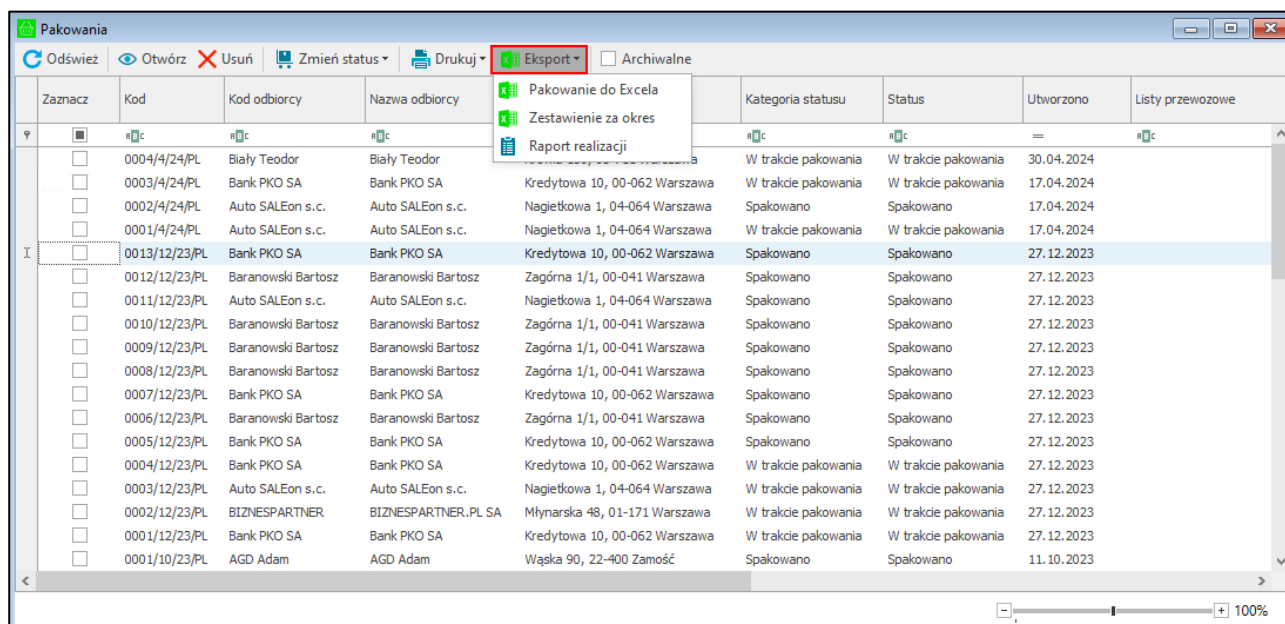 Pakowania
Odśwież Otwórz Usuń Zmień status Drukuj Eksport Archiwalne
Pakowanie do Excela
Zestawienie za okres
Raport realizacji
Zaznacz Kod Kod odbiorcy Nazwa odbiorcy Kategoria statusu Status Utworzono Listy przewozowe
0004/4/24/PL Biały Teodor Biały Teodor W trakcie pakowania W trakcie pakowania 30.04.2024
0003/4/24/PL Bank PKO SA Bank PKO SA Kredytowa 10, 00-062 Warszawa W trakcie pakowania W trakcie pakowania 17.04.2024
0002/4/24/PL Auto SALEon s.c. Auto SALEon s.c. Nagietkowa 1, 04-064 Warszawa Spakowano Spakowano 17.04.2024
0001/4/24/PL Auto SALEon s.c. Auto SALEon s.c. Nagietkowa 1, 04-064 Warszawa W trakcie pakowania W trakcie pakowania 17.04.2024
0013/12/23/PL Bank PKO SA Bank PKO SA Kredytowa 10, 00-062 Warszawa Spakowano Spakowano 27.12.2023
0012/12/23/PL Baranowski Bartosz Baranowski Bartosz Zagórna 1/1, 00-041 Warszawa Spakowano Spakowano 27.12.2023
0011/12/23/PL Auto SALEon s.c. Auto SALEon s.c. Nagietkowa 1, 04-064 Warszawa Spakowano Spakowano 27.12.2023
0010/12/23/PL Baranowski Bartosz Baranowski Bartosz Zagórna 1/1, 00-041 Warszawa Spakowano Spakowano 27.12.2023
0009/12/23/PL Baranowski Bartosz Baranowski Bartosz Zagórna 1/1, 00-041 Warszawa Spakowano Spakowano 27.12.2023
0008/12/23/PL Baranowski Bartosz Baranowski Bartosz Zagórna 1/1, 00-041 Warszawa Spakowano Spakowano 27.12.2023
0007/12/23/PL Bank PKO SA Bank PKO SA Kredytowa 10, 00-062 Warszawa Spakowano Spakowano 27.12.2023
0006/12/23/PL Baranowski Bartosz Baranowski Bartosz Zagórna 1/1, 00-041 Warszawa Spakowano Spakowano 27.12.2023
0005/12/23/PL Bank PKO SA Bank PKO SA Kredytowa 10, 00-062 Warszawa Spakowano Spakowano 27.12.2023
0004/12/23/PL Bank PKO SA Bank PKO SA Kredytowa 10, 00-062 Warszawa W trakcie pakowania W trakcie pakowania 27.12.2023
0003/12/23/PL Auto SALEon s.c. Auto SALEon s.c. Nagietkowa 1, 04-064 Warszawa W trakcie pakowania W trakcie pakowania 27.12.2023
0002/12/23/PL BIZNESPARTNER BIZNESPARTNER.PL SA Młynarska 48, 01-171 Warszawa W trakcie pakowania W trakcie pakowania 27.12.2023
0001/12/23/PL Bank PKO SA Bank PKO SA Kredytowa 10, 00-062 Warszawa W trakcie pakowania W trakcie pakowania 27.12.2023
0001/10/23/PL AGD Adam AGD Adam Wąska 90, 22-400 Zamość Spakowano Spakowano 11.10.2023
100%